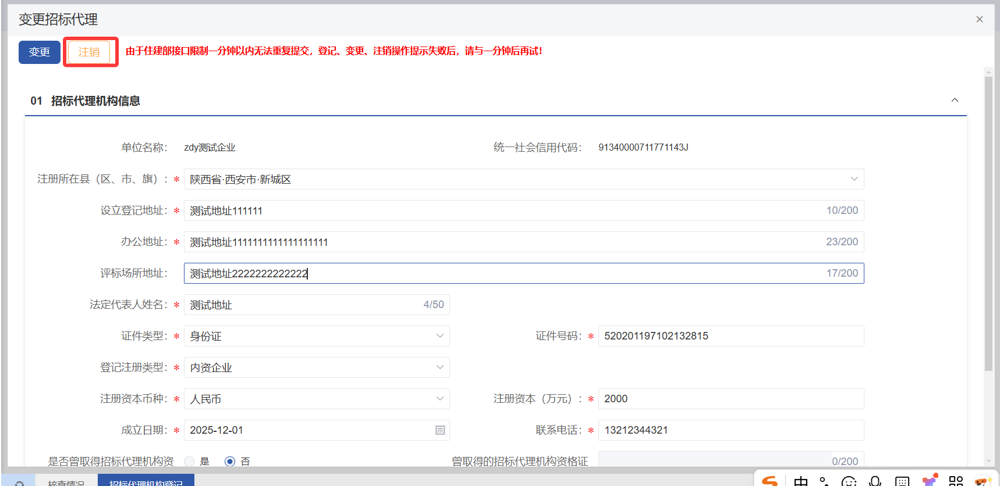 变更招标代理
变更 注销 由于住建部接口限制一分钟以内无法重复提交，登记、变更、注销操作提示失败后，请与一分钟后再试！
01 招标代理机构信息
单位名称： zdy测试企业 统一社会信用代码： 91340000711771143J
注册所在县（区、市、旗）： * 陕西省·西安市·新城区
设立登记地址： * 测试地址111111 10/200
办公地址： * 测试地址1111111111111111111 23/200
评标场所地址： 测试地址2222222222222 17/200
法定代表人姓名： * 测试地址 4/50
证件类型： * 身份证 证件号码： * 520201197102132815
登记注册类型： * 内资企业
注册资本币种： * 人民币 注册资本（万元）： * 2000
成立日期： * 2025-12-01 联系电话： * 13212344321
是否曾取得招标代理机构资 是 否 曾取得的招标代理机构资格证 0/200
核查情况 招标代理机构登记 中